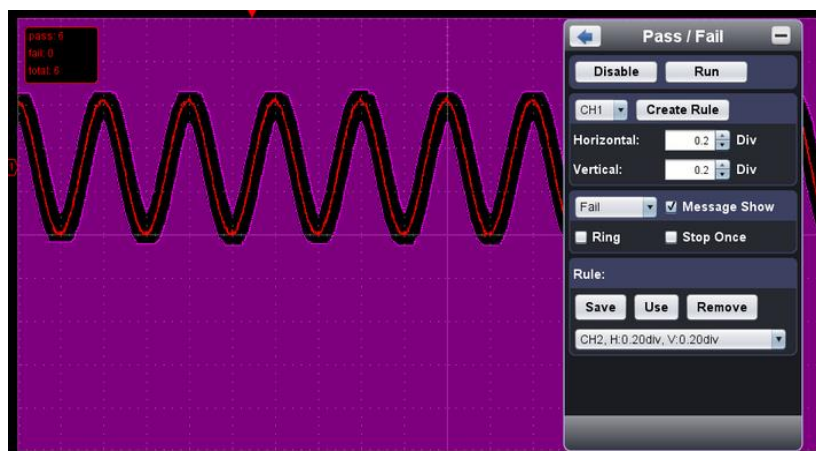 pass: 6
fail: 0
total: 6
Pass / Fail
Disable Run
CH1 Create Rule
Horizontal: 0.2 Div
Vertical: 0.2 Div
Fail Message Show
Ring Stop Once
Rule:
Save Use Remove
CH2, H:0.20div, V:0.20div